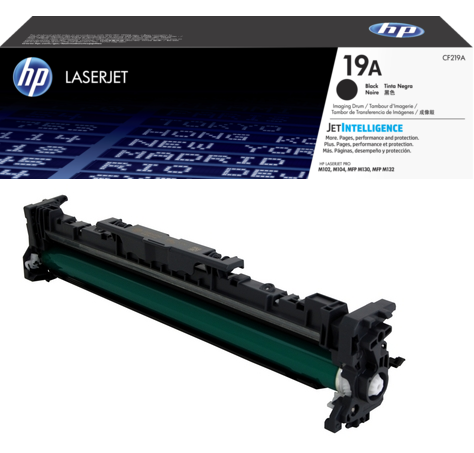 hp
LASERJET
hp
CF219A
19A
Black Tinta Negra
Noire 黑色
Imaging Drum / Tambour d'Imagerie /
Tambor de Transferencia de Imágenes / 成像鼓
JETINTELLIGENCE
More. Pages, performance and protection.
Plus. Pages, performance et protection.
Más. Páginas, desempeño y protección.
HP LASERJET PRO
M102, M104, MFP M130, MFP M132